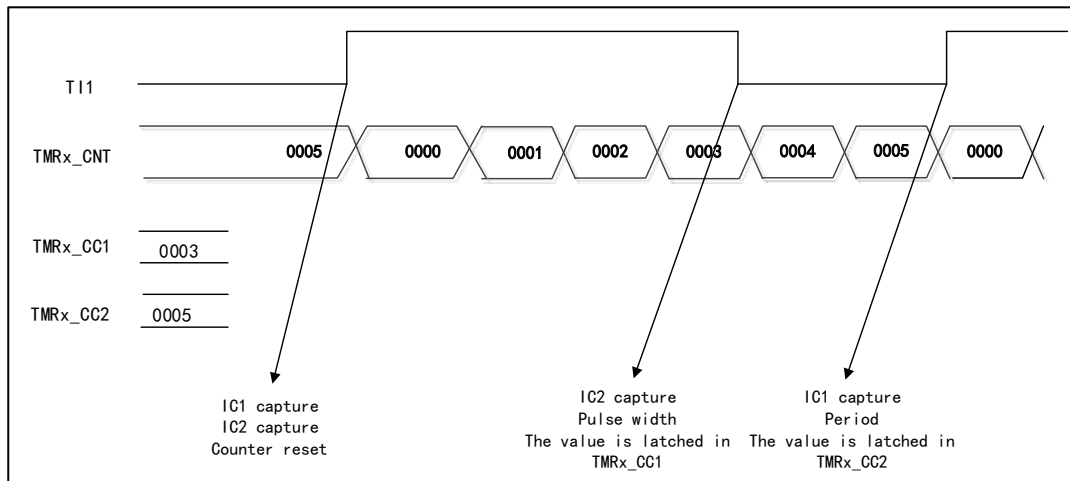 TI1
TMRx_CNT
0005 0000 0001 0002 0003 0004 0005 0000
TMRx_CC1
0003
TMRx_CC2
0005
IC1 capture
IC2 capture
Counter reset
IC2 capture
Pulse width
The value is latched in
TMRx_CC1
IC1 capture
Period
The value is latched in
TMRx_CC2